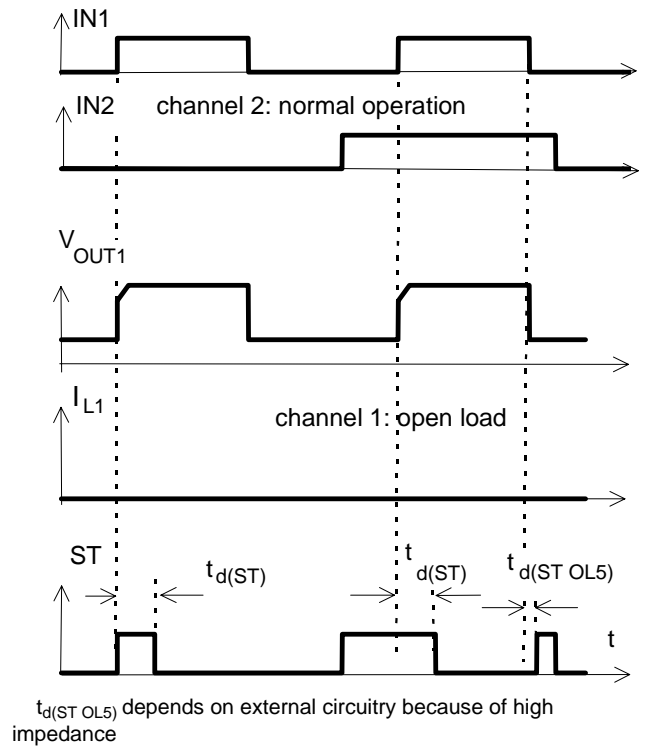 IN1
IN2
channel 2: normal operation
VOUT1
IL1
channel 1: open load
ST
td(ST)
td(ST)
td(ST OL5)
t
td(ST OL5) depends on external circuitry because of high
impedance